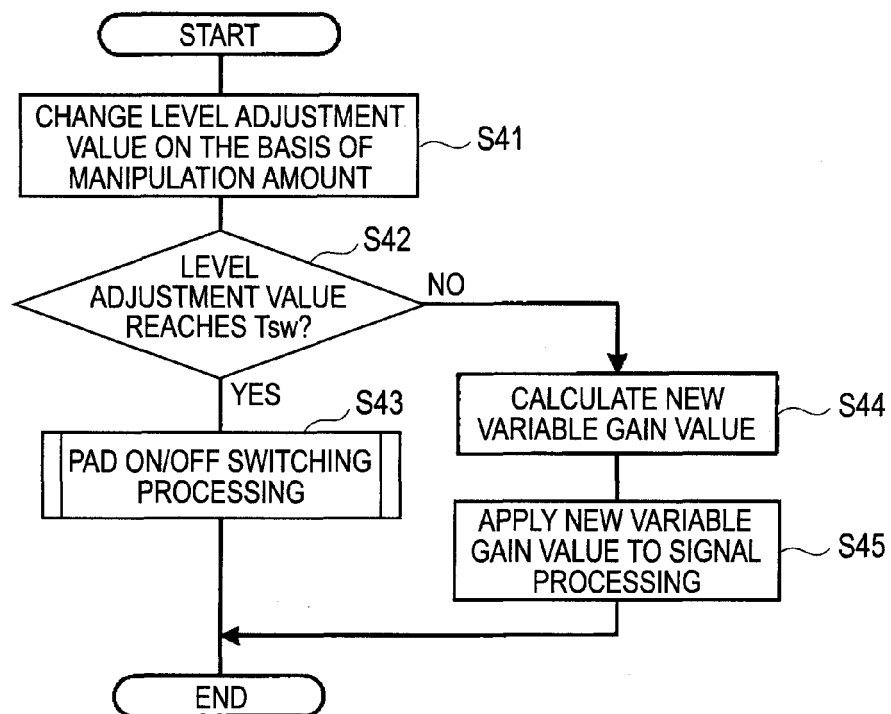 START
CHANGE LEVEL ADJUSTMENT
VALUE ON THE BASIS OF
MANIPULATION AMOUNT
S41
S42
LEVEL
ADJUSTMENT VALUE
REACHES Tsw?
NO
YES
S43
PAD ON/OFF SWITCHING
PROCESSING
CALCULATE NEW
VARIABLE GAIN VALUE
S44
APPLY NEW VARIABLE
GAIN VALUE TO SIGNAL
PROCESSING
S45
END